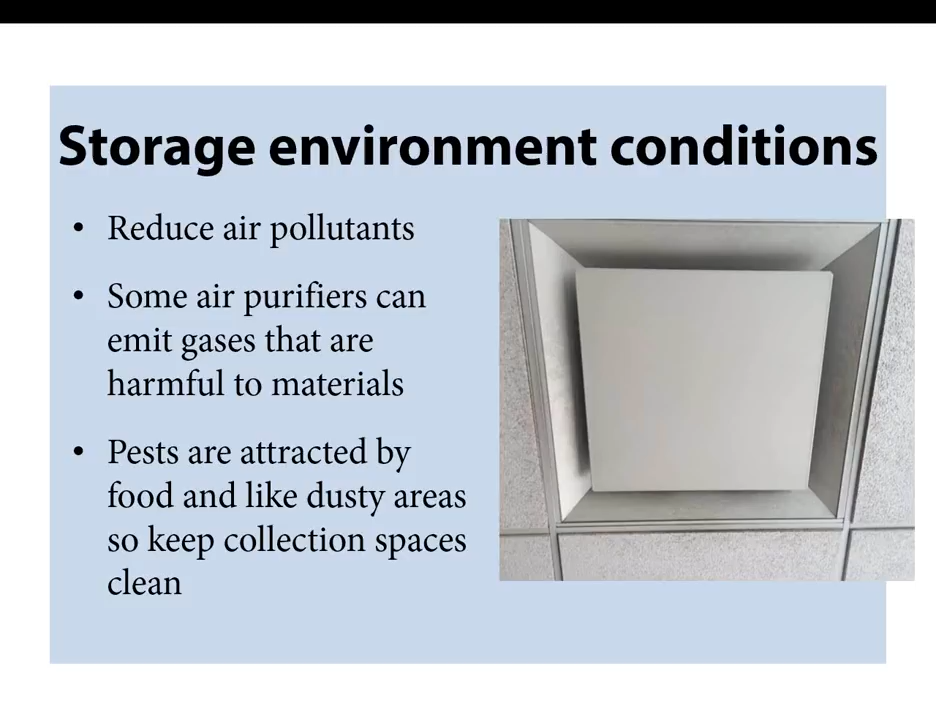 Storage environment conditions
• Reduce air pollutants
• Some air purifiers can
emit gases that are
harmful to materials
• Pests are attracted by
food and like dusty areas
so keep collection spaces
clean